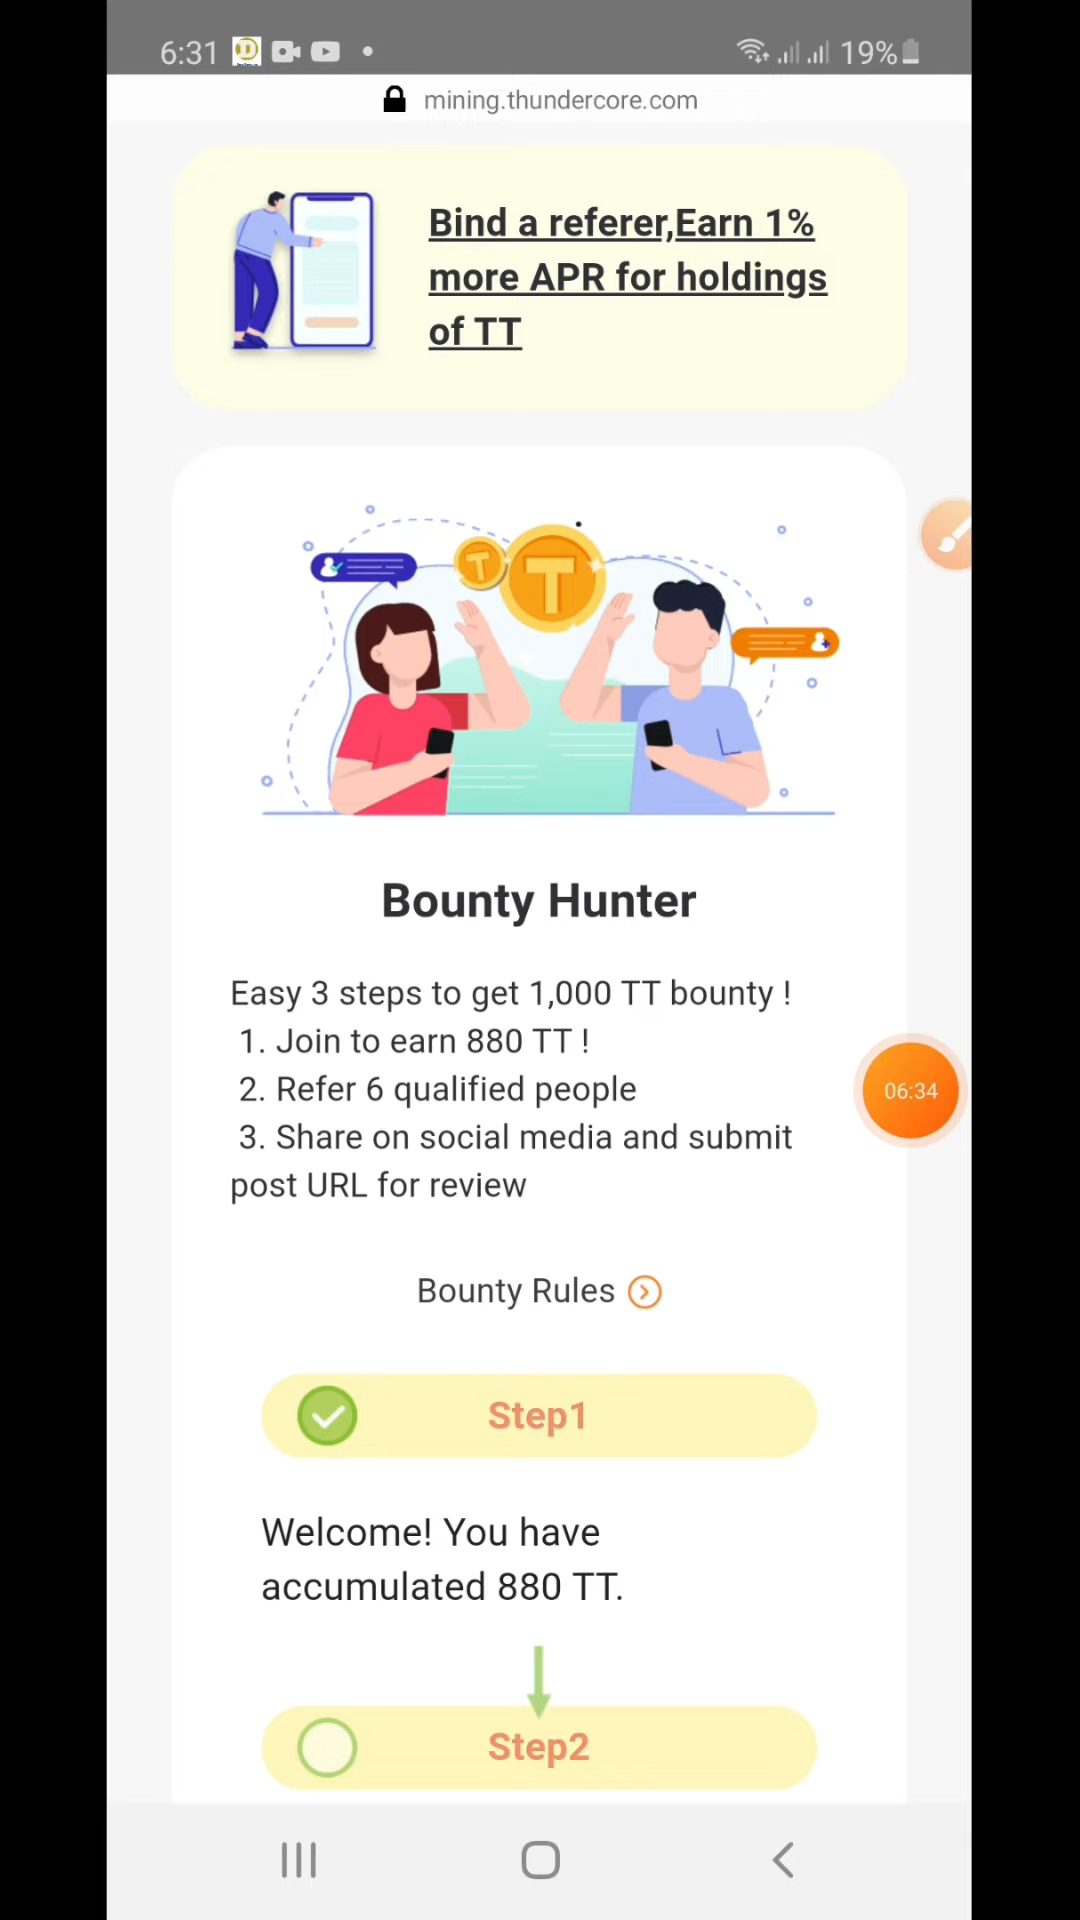 6:31
19%
mining.thundercore.com
Bind a referer,Earn 1%
more APR for holdings
of TT
Bounty Hunter
Easy 3 steps to get 1,000 TT bounty !
1. Join to earn 880 TT !
2. Refer 6 qualified people
06:34
3. Share on social media and submit
post URL for review
Bounty Rules
Step1
Welcome! You have
accumulated 880 TT.
Step2